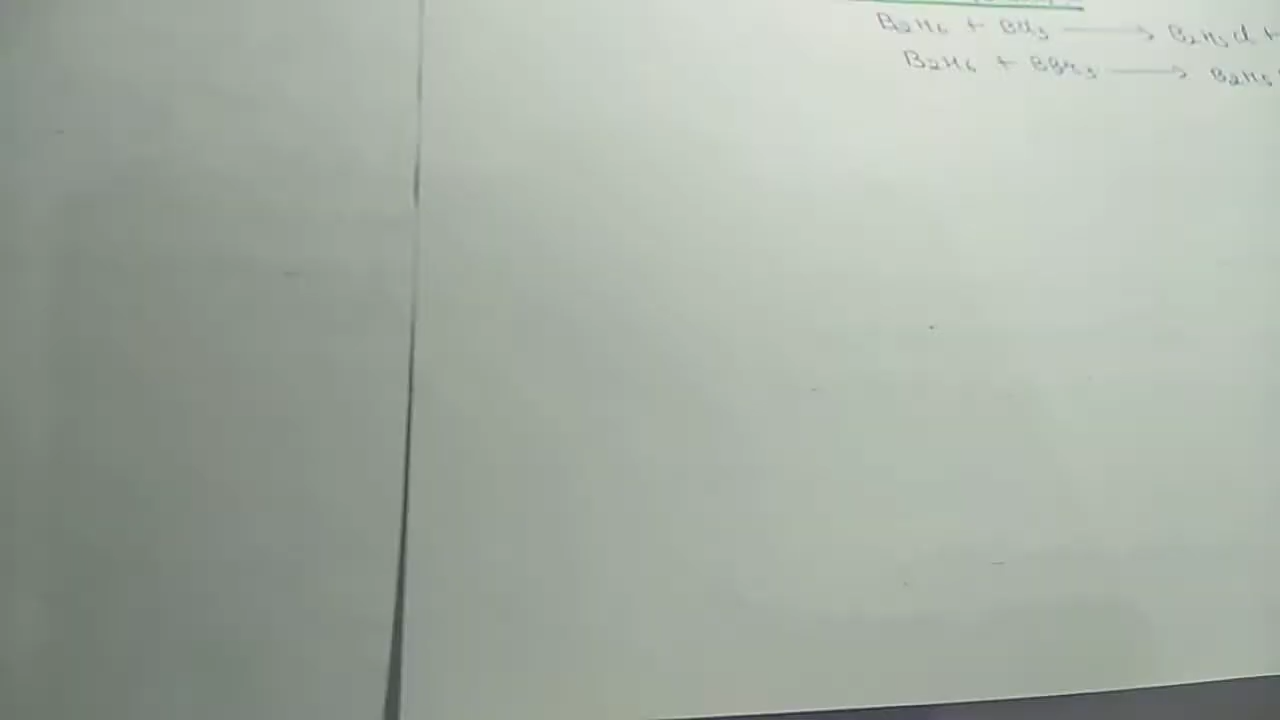 B2H6 + BCl3 ⟶ B2H5Cl +
B2H6 + BBr3 ⟶ B2H5